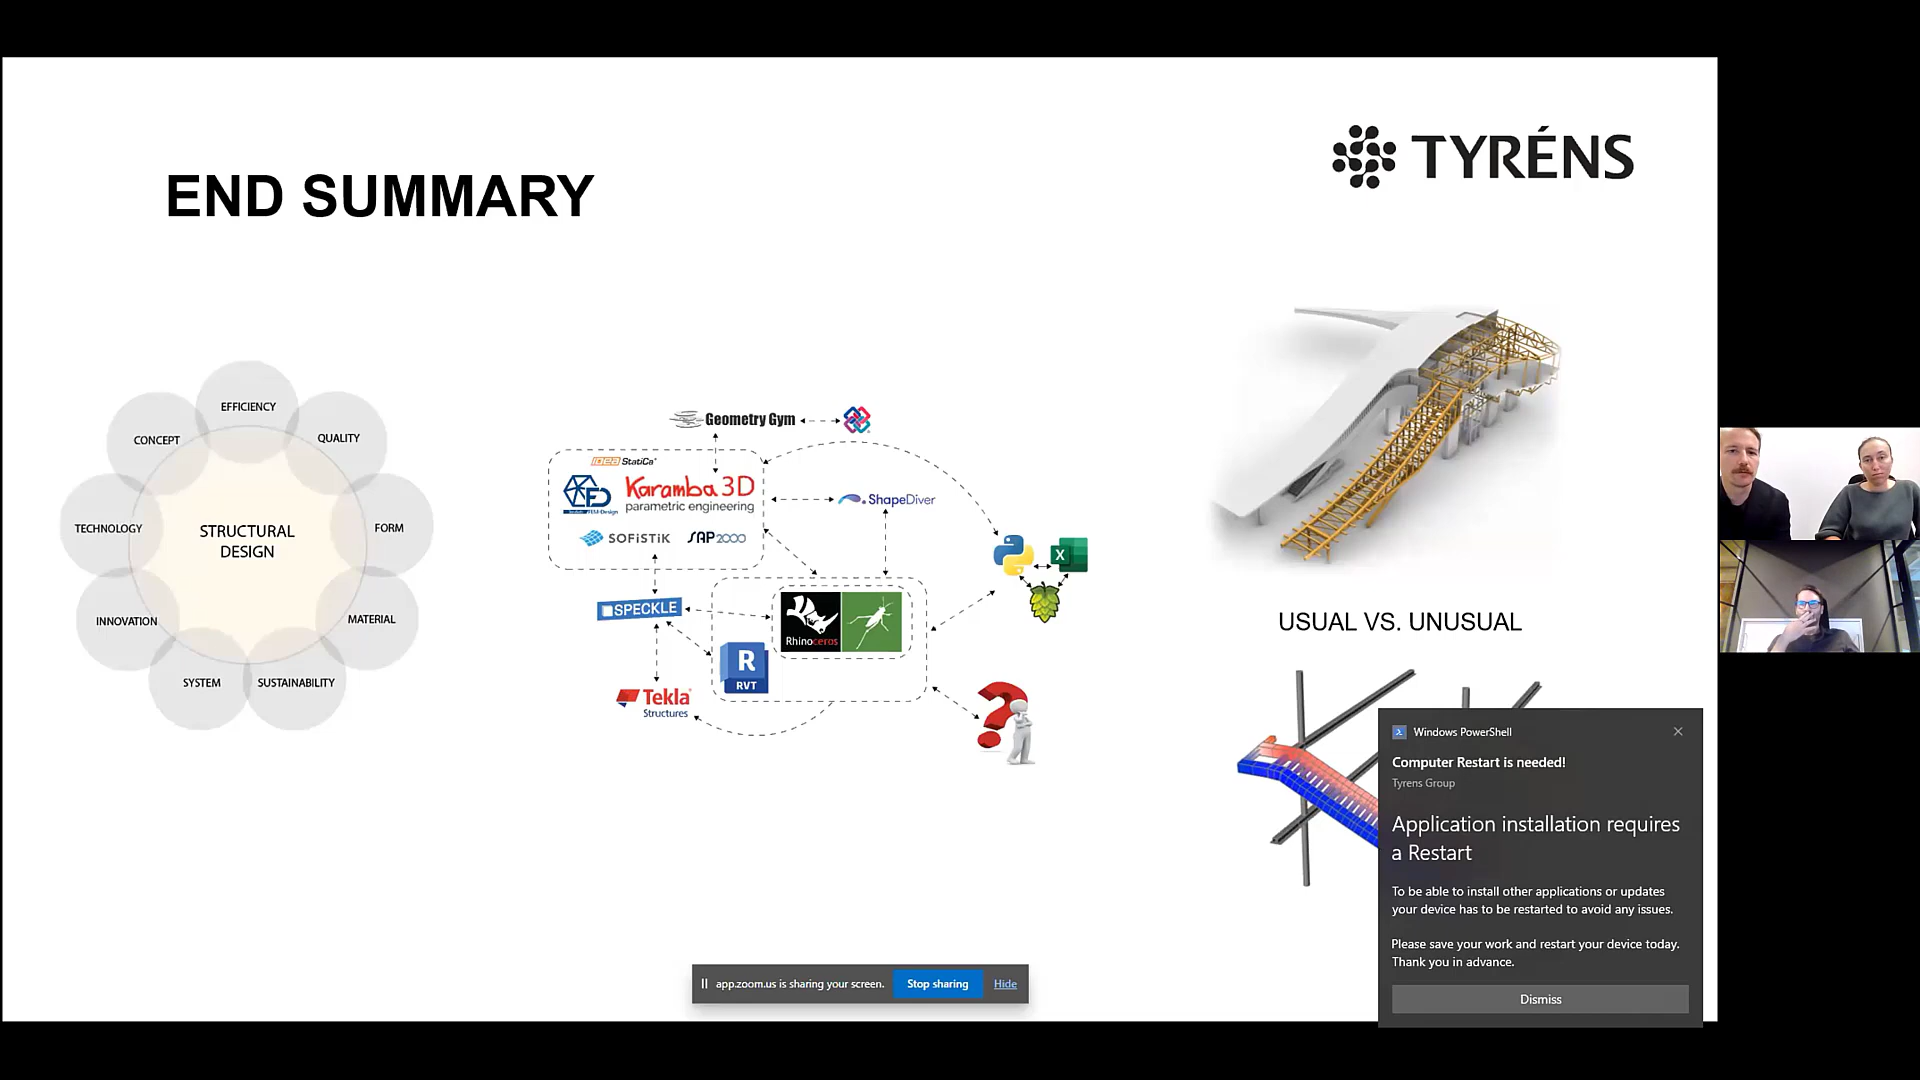 TYRÉNS
END SUMMARY
EFFICIENCY
CONCEPT
QUALITY
TECHNOLOGY
STRUCTURAL
DESIGN
FORM
INNOVATION
MATERIAL
SYSTEM
SUSTAINABILITY
Geometry Gym
IDEA StatiCa®
FEM-Design
Karamba3D
parametric engineering
SOFiSTiK
SAP2000
ShapeDiver
SPECKLE
Rhinoceros
R
RVT
Tekla®
Structures
X
?
USUAL VS. UNUSUAL
Windows PowerShell
Computer Restart is needed!
Tyrens Group
Application installation requires
a Restart
To be able to install other applications or updates
your device has to be restarted to avoid any issues.
Please save your work and restart your device today.
Thank you in advance.
Dismiss
app.zoom.us is sharing your screen.
Stop sharing
Hide